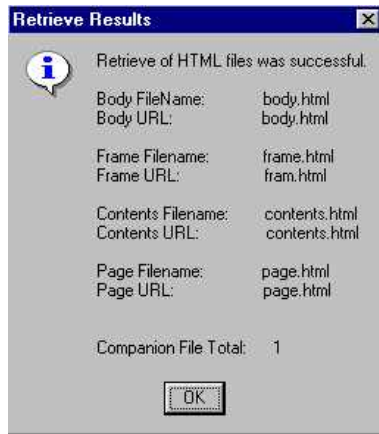 Retrieve Results
Retrieve of HTML files was successful.
Body FileName: body.html
Body URL: body.html
Frame Filename: frame.html
Frame URL: fram.html
Contents Filename: contents.html
Contents URL: contents.html
Page Filename: page.html
Page URL: page.html
Companion File Total: 1
OK